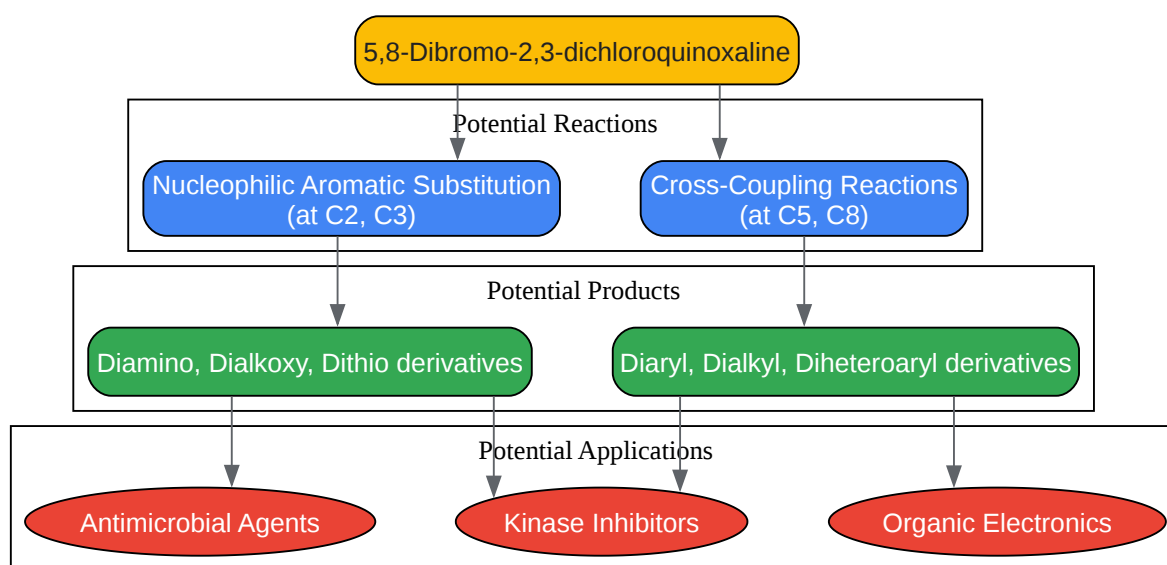 5,8-Dibromo-2,3-dichloroquinoxaline
Potential Reactions
Nucleophilic Aromatic Substitution
(at C2, C3)
Cross-Coupling Reactions
(at C5, C8)
Potential Products
Diamino, Dialkoxy, Dithio derivatives
Diaryl, Dialkyl, Diheteroaryl derivatives
Potential Applications
Antimicrobial Agents
Kinase Inhibitors
Organic Electronics